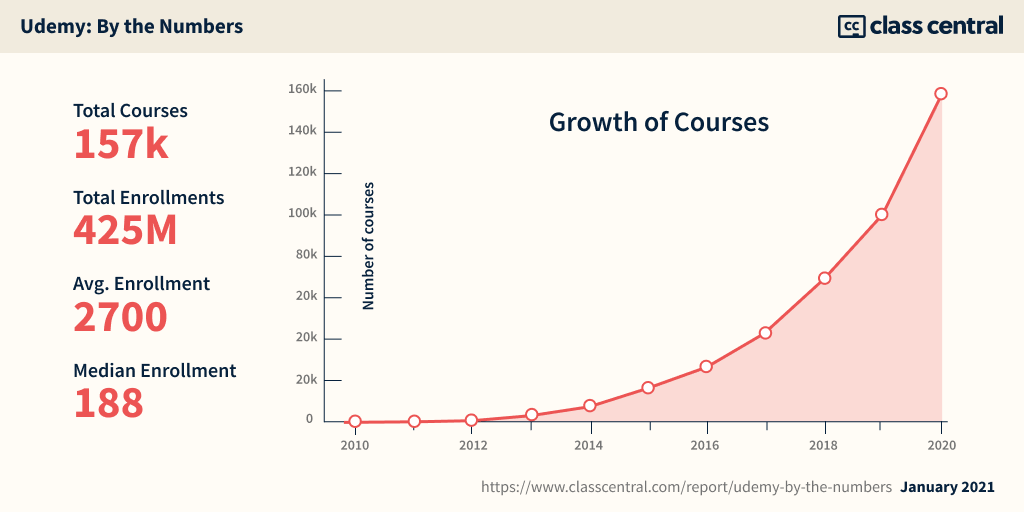 Udemy: By the Numbers
cc class central
Total Courses
157k
Total Enrollments
425M
Avg. Enrollment
2700
Median Enrollment
188
Growth of Courses
Number of courses
160k
140k
120k
100k
80k
20k
20k
20k
0
2010 2012 2014 2016 2018 2020
https://www.classcentral.com/report/udemy-by-the-numbers January 2021